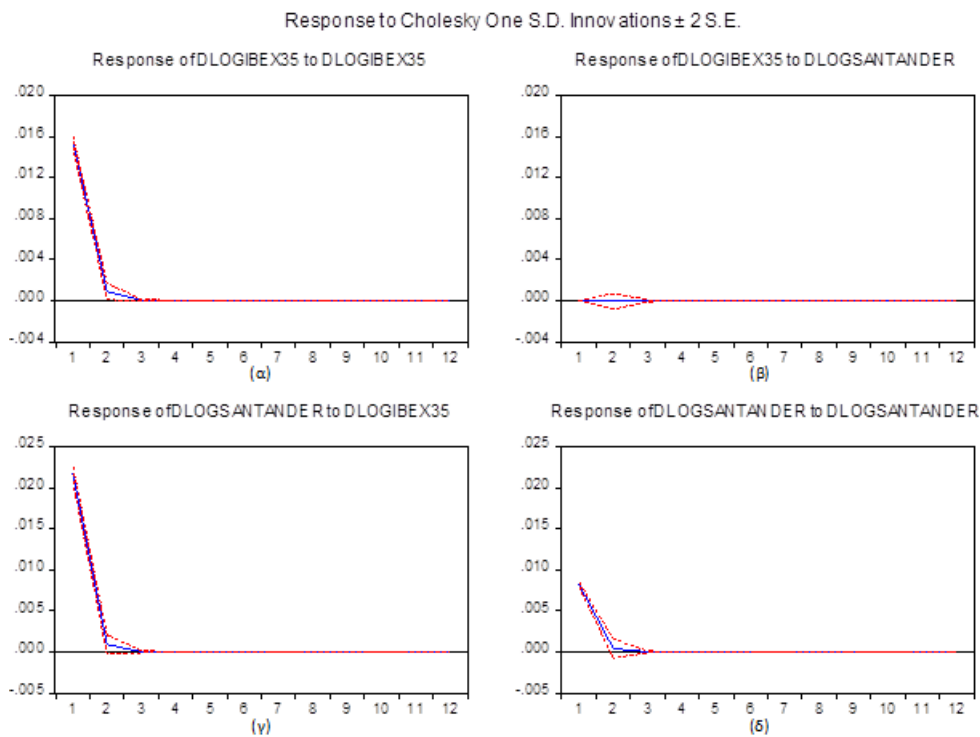 Response to Cholesky One S.D. Innovations ± 2 S.E.
Response of DLOGIBEX35 to DLOGIBEX35
.020
.016
.012
.008
.004
.000
-.004
1 2 3 4 5 6 7 8 9 10 11 12
(α)
Response of DLOGIBEX35 to DLOGSANTANDER
.020
.016
.012
.008
.004
.000
-.004
1 2 3 4 5 6 7 8 9 10 11 12
(β)
Response of DLOGSANTANDER to DLOGIBEX35
.025
.020
.015
.010
.005
.000
-.005
1 2 3 4 5 6 7 8 9 10 11 12
(γ)
Response of DLOGSANTANDER to DLOGSANTANDER
.025
.020
.015
.010
.005
.000
-.005
1 2 3 4 5 6 7 8 9 10 11 12
(δ)